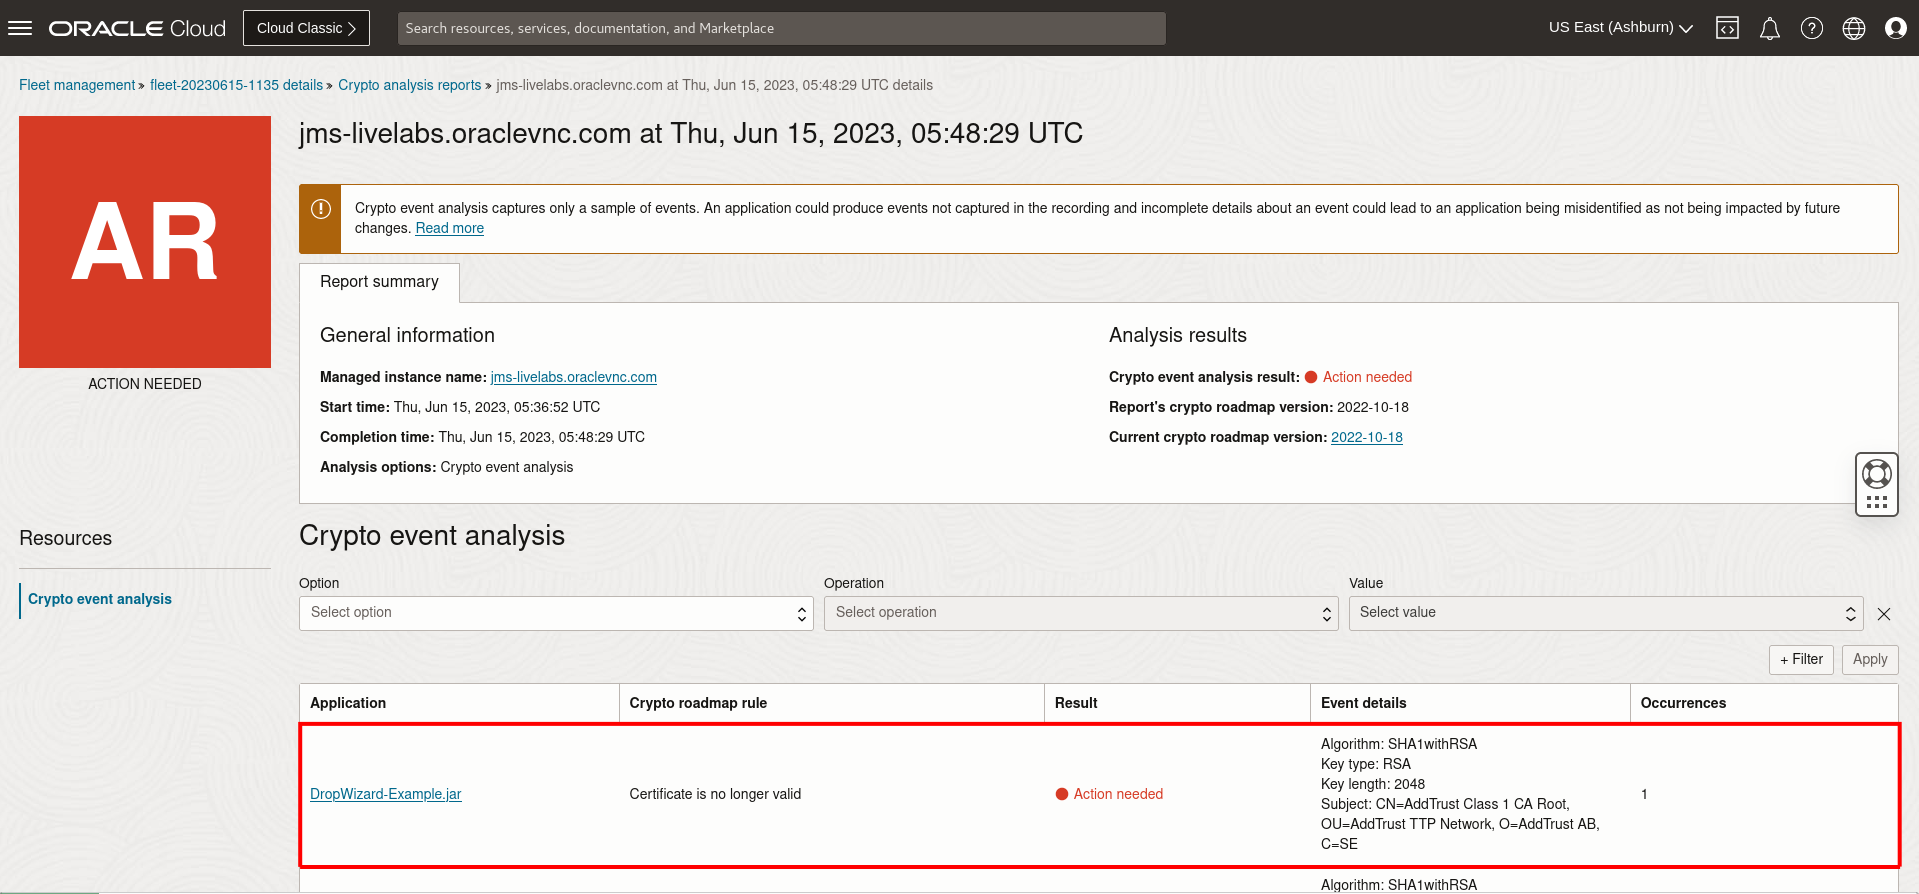 ORACLE Cloud
Cloud Classic
Search resources, services, documentation, and Marketplace
US East (Ashburn)
Fleet management » fleet-20230615-1135 details » Crypto analysis reports » jms-livelabs.oraclevnc.com at Thu, Jun 15, 2023, 05:48:29 UTC details
AR
ACTION NEEDED
jms-livelabs.oraclevnc.com at Thu, Jun 15, 2023, 05:48:29 UTC
Crypto event analysis captures only a sample of events. An application could produce events not captured in the recording and incomplete details about an event could lead to an application being misidentified as not being impacted by future
changes. Read more
Report summary
General information
Managed instance name: jms-livelabs.oraclevnc.com
Start time: Thu, Jun 15, 2023, 05:36:52 UTC
Completion time: Thu, Jun 15, 2023, 05:48:29 UTC
Analysis options: Crypto event analysis
Analysis results
Crypto event analysis result: Action needed
Report's crypto roadmap version: 2022-10-18
Current crypto roadmap version: 2022-10-18
Resources
Crypto event analysis
Crypto event analysis
Option
Operation
Value
Select option
Select operation
Select value
+ Filter
Apply
Application
Crypto roadmap rule
Result
Event details
Occurrences
DropWizard-Example.jar
Certificate is no longer valid
Action needed
Algorithm: SHA1withRSA
Key type: RSA
Key length: 2048
Subject: CN=AddTrust Class 1 CA Root,
OU=AddTrust TTP Network, O=AddTrust AB,
C=SE
1
Algorithm: SHA1withRSA